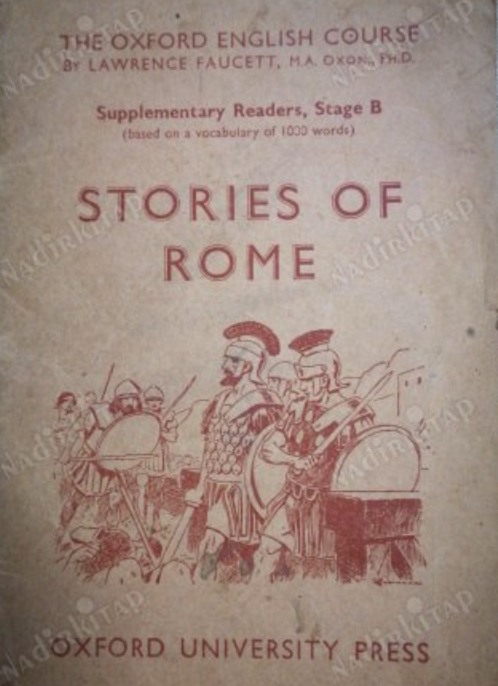 THE OXFORD ENGLISH COURSE
BY LAWRENCE FAUCETT, M.A. OXON., PH.D.
Supplementary Readers, Stage B
(based on a vocabulary of 1000 words)
STORIES OF
ROME
OXFORD UNIVERSITY PRESS
NadirKitap